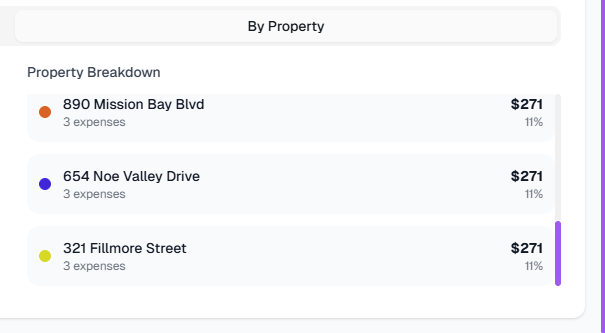 By Property
Property Breakdown
890 Mission Bay Blvd
$271
3 expenses
11%
654 Noe Valley Drive
$271
3 expenses
11%
321 Fillmore Street
$271
3 expenses
11%